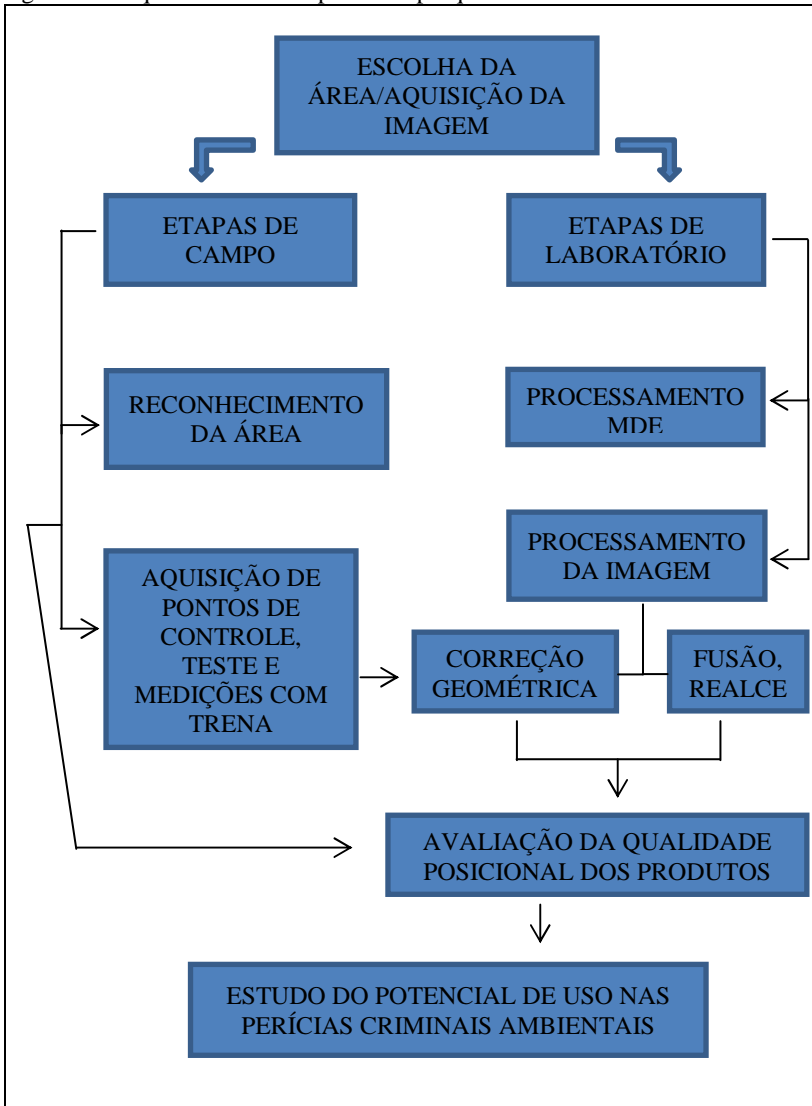 ESCOLHA DA
ÁREA/AQUISIÇÃO DA
IMAGEM
ETAPAS DE
CAMPO
ETAPAS DE
LABORATÓRIO
RECONHECIMENTO
DA ÁREA
PROCESSAMENTO
MDE
PROCESSAMENTO
DA IMAGEM
AQUISIÇÃO DE
PONTOS DE
CONTROLE,
TESTE E
MEDIÇÕES COM
TRENA
CORREÇÃO
GEOMÉTRICA
FUSÃO,
REALCE
AVALIAÇÃO DA QUALIDADE
POSICIONAL DOS PRODUTOS
ESTUDO DO POTENCIAL DE USO NAS
PERÍCIAS CRIMINAIS AMBIENTAIS